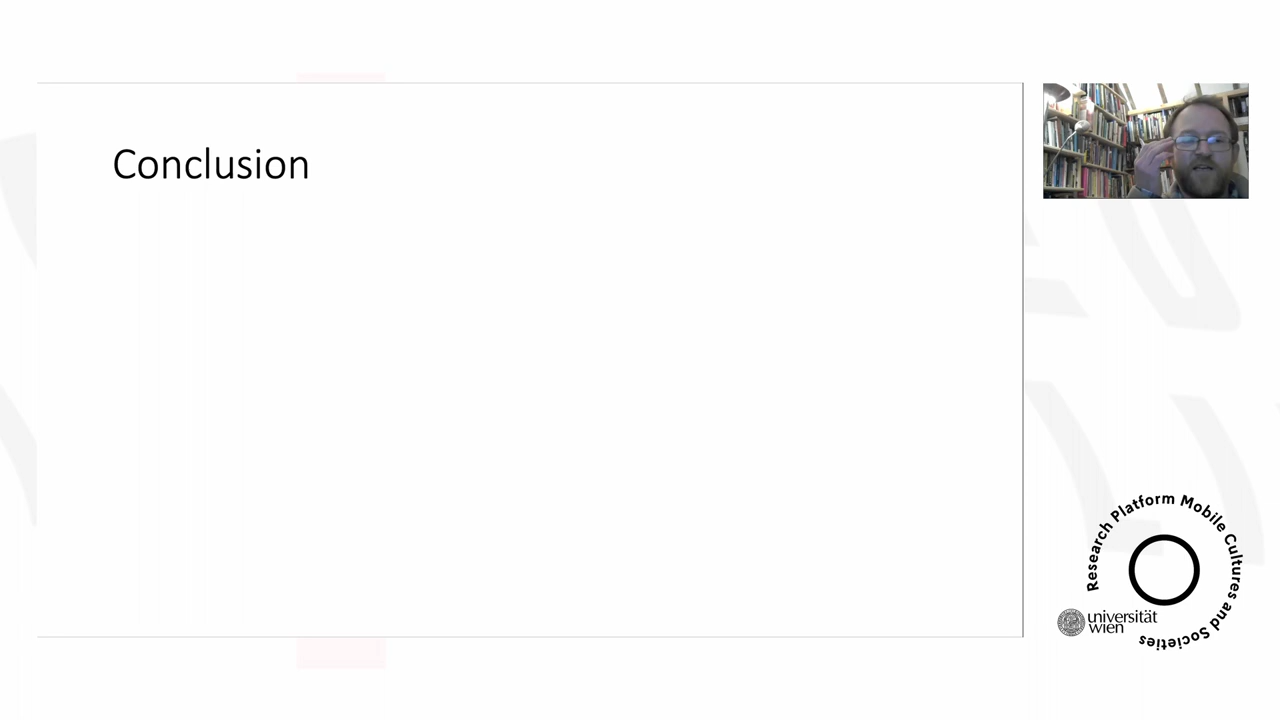 Conclusion
Research Platform Mobile Cultures and Societies
universität
wien